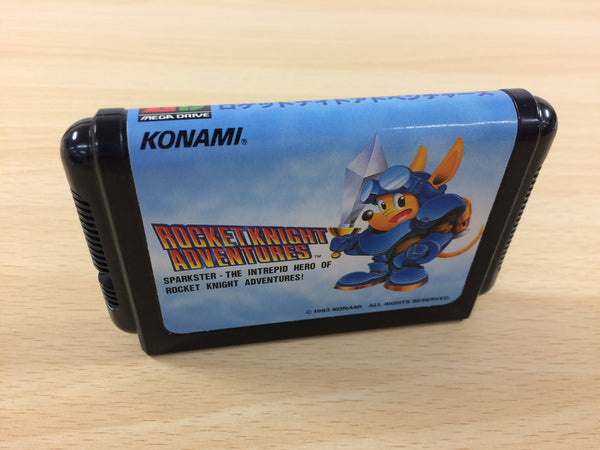 ロケットナイトアドベンチャーズ
MEGA DRIVE
KONAMI®
ROCKET KNIGHT
ADVENTURES™
SPARKSTER - THE INTREPID HERO OF
ROCKET KNIGHT ADVENTURES!
© 1993 KONAMI ALL RIGHTS RESERVED.